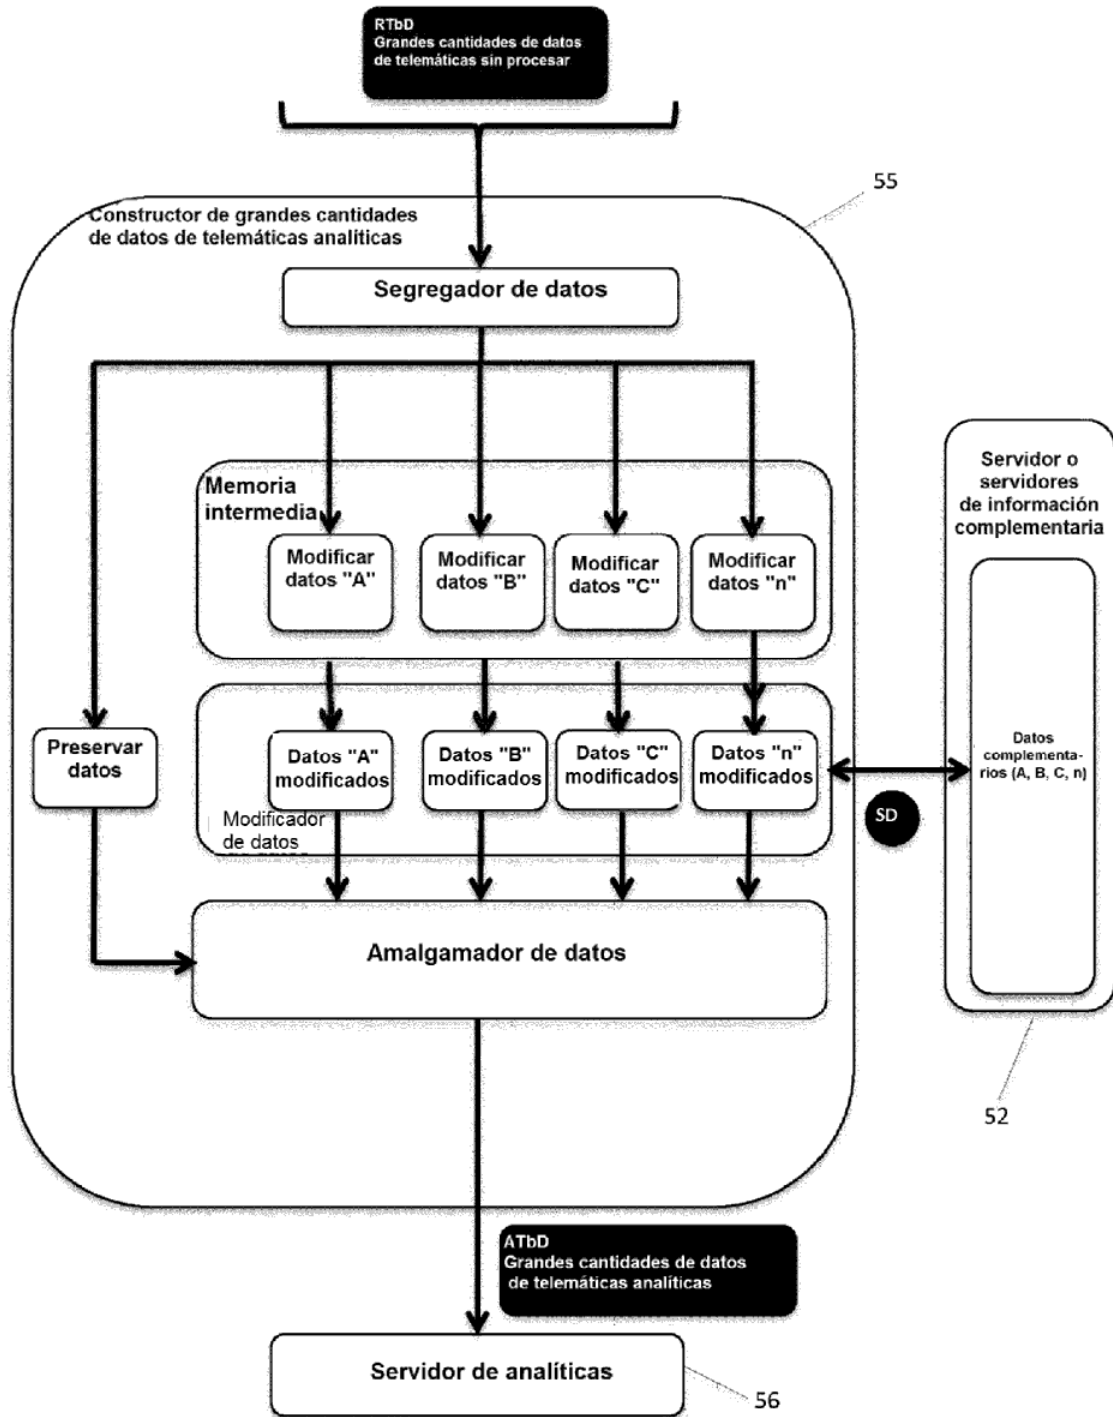 RTbD
Grandes cantidades de datos
de telemáticas sin procesar
55
Constructor de grandes cantidades
de datos de telemáticas analíticas
Segregador de datos
Memoria
intermedia
Modificar
datos "A"
Modificar
datos "B"
Modificar
datos "C"
Modificar
datos "n"
Servidor o
servidores
de información
complementaria
Preservar
datos
Datos "A"
modificados
Datos "B"
modificados
Datos "C"
modificados
Datos "n"
modificados
Datos
complementa-
rios (A, B, C, n)
SD
Modificador
de datos
Amalgamador de datos
52
ATbD
Grandes cantidades de datos
de telemáticas analíticas
Servidor de analíticas
56